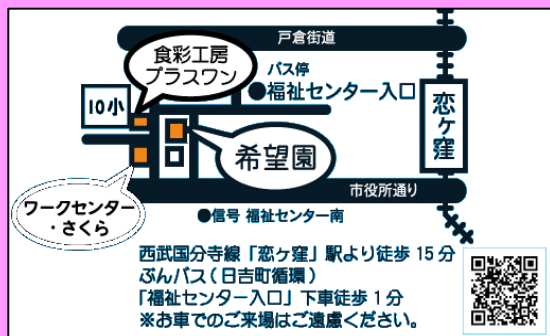 戸倉街道
食彩工房
プラスワン
バス停
●福祉センター入口
10小
恋ヶ窪
希望園
市役所通り
ワークセンター
・さくら
●信号 福祉センター南
西武国分寺線「恋ヶ窪」駅より徒歩 15 分
ぶんバス(日吉町循環)
「福祉センター入口」下車徒歩 1 分
※お車でのご来場はご遠慮ください。